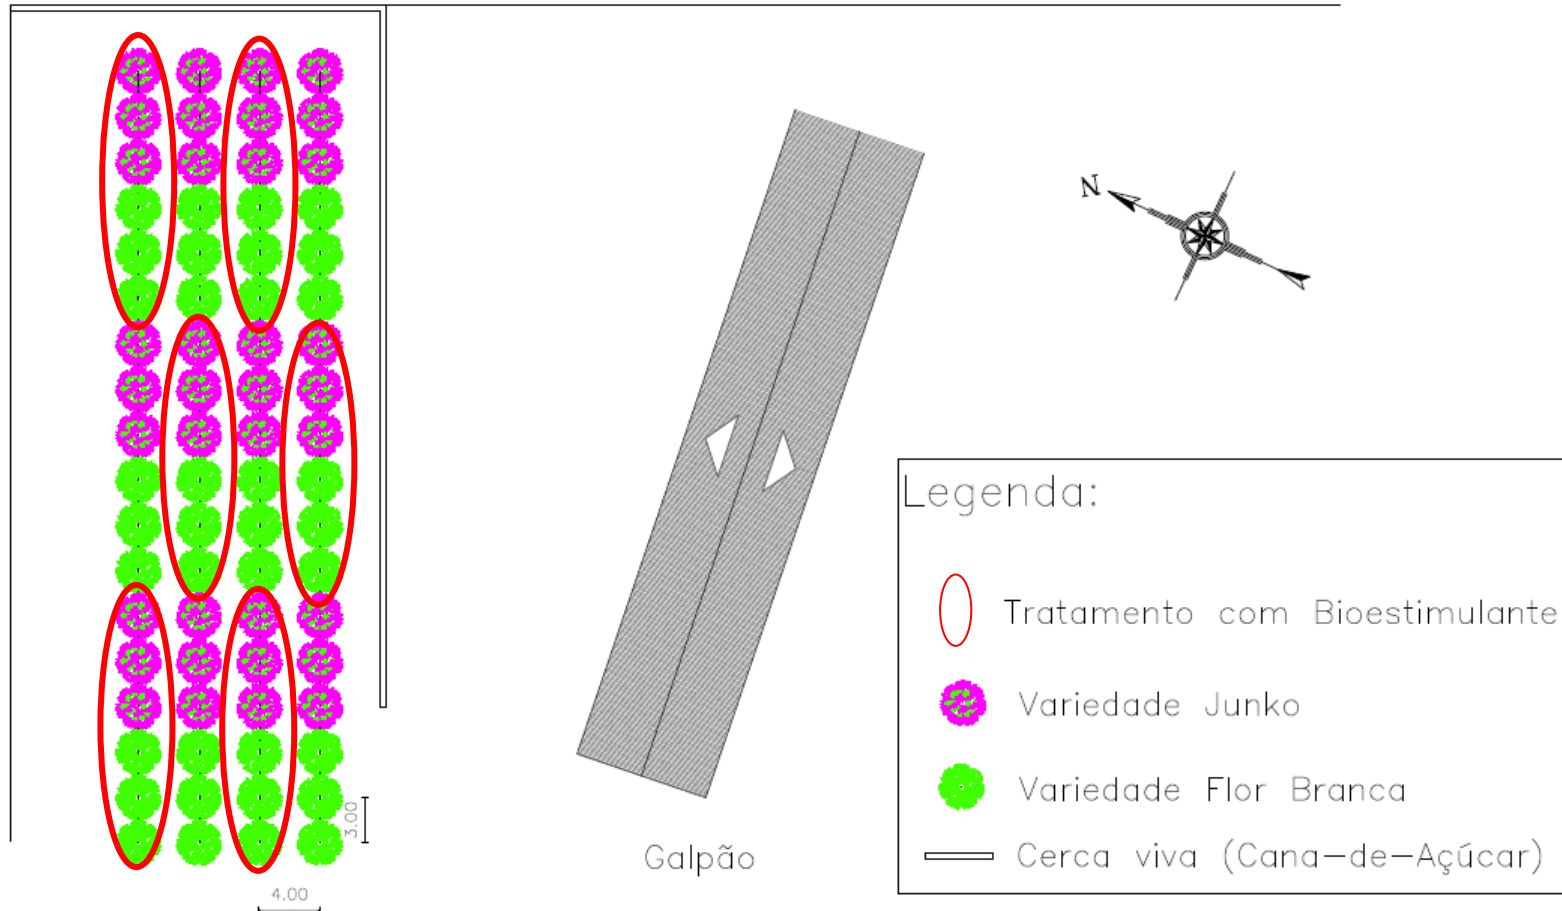 N
Legenda:
Tratamento com Bioestimulante
Variedade Junko
Variedade Flor Branca
Cerca viva (Cana-de-Açúcar)
3.00
Galpão
4.00